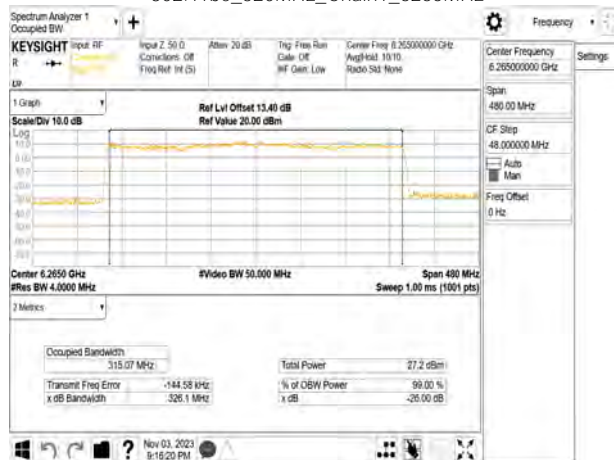 Spectrum Analyzer 1
Occupied BW
KEYSIGHT
R
Input: RF
Input Z: 50 Ω
Corrections: Off
Freq Ref: Int (S)
Atten: 20 dB
Trig: Free Run
Gate: Off
#IF Gain: Low
Center Freq: 6.265000000 GHz
Avg|Hold: 10/10
Radio Std: None
1 Graph
Scale/Div 10.0 dB
Ref Lvl Offset 13.40 dB
Ref Value 20.00 dBm
Log
10.0
0.00
Center 6.2650 GHz
#Video BW 50.000 MHz
Span 480 MHz
#Res BW 4.0000 MHz
Sweep 1.00 ms (1001 pts)
2 Metrics
Occupied Bandwidth
315.07 MHz
Total Power
27.2 dBm
Transmit Freq Error
-144.58 kHz
% of OBW Power
99.00 %
x dB Bandwidth
326.1 MHz
x dB
-26.00 dB
Nov 03, 2023
9:16:20 PM
Frequency
Settings
Center Frequency
6.265000000 GHz
Span
480.00 MHz
CF Step
48.000000 MHz
Auto
Man
Freq Offset
0 Hz